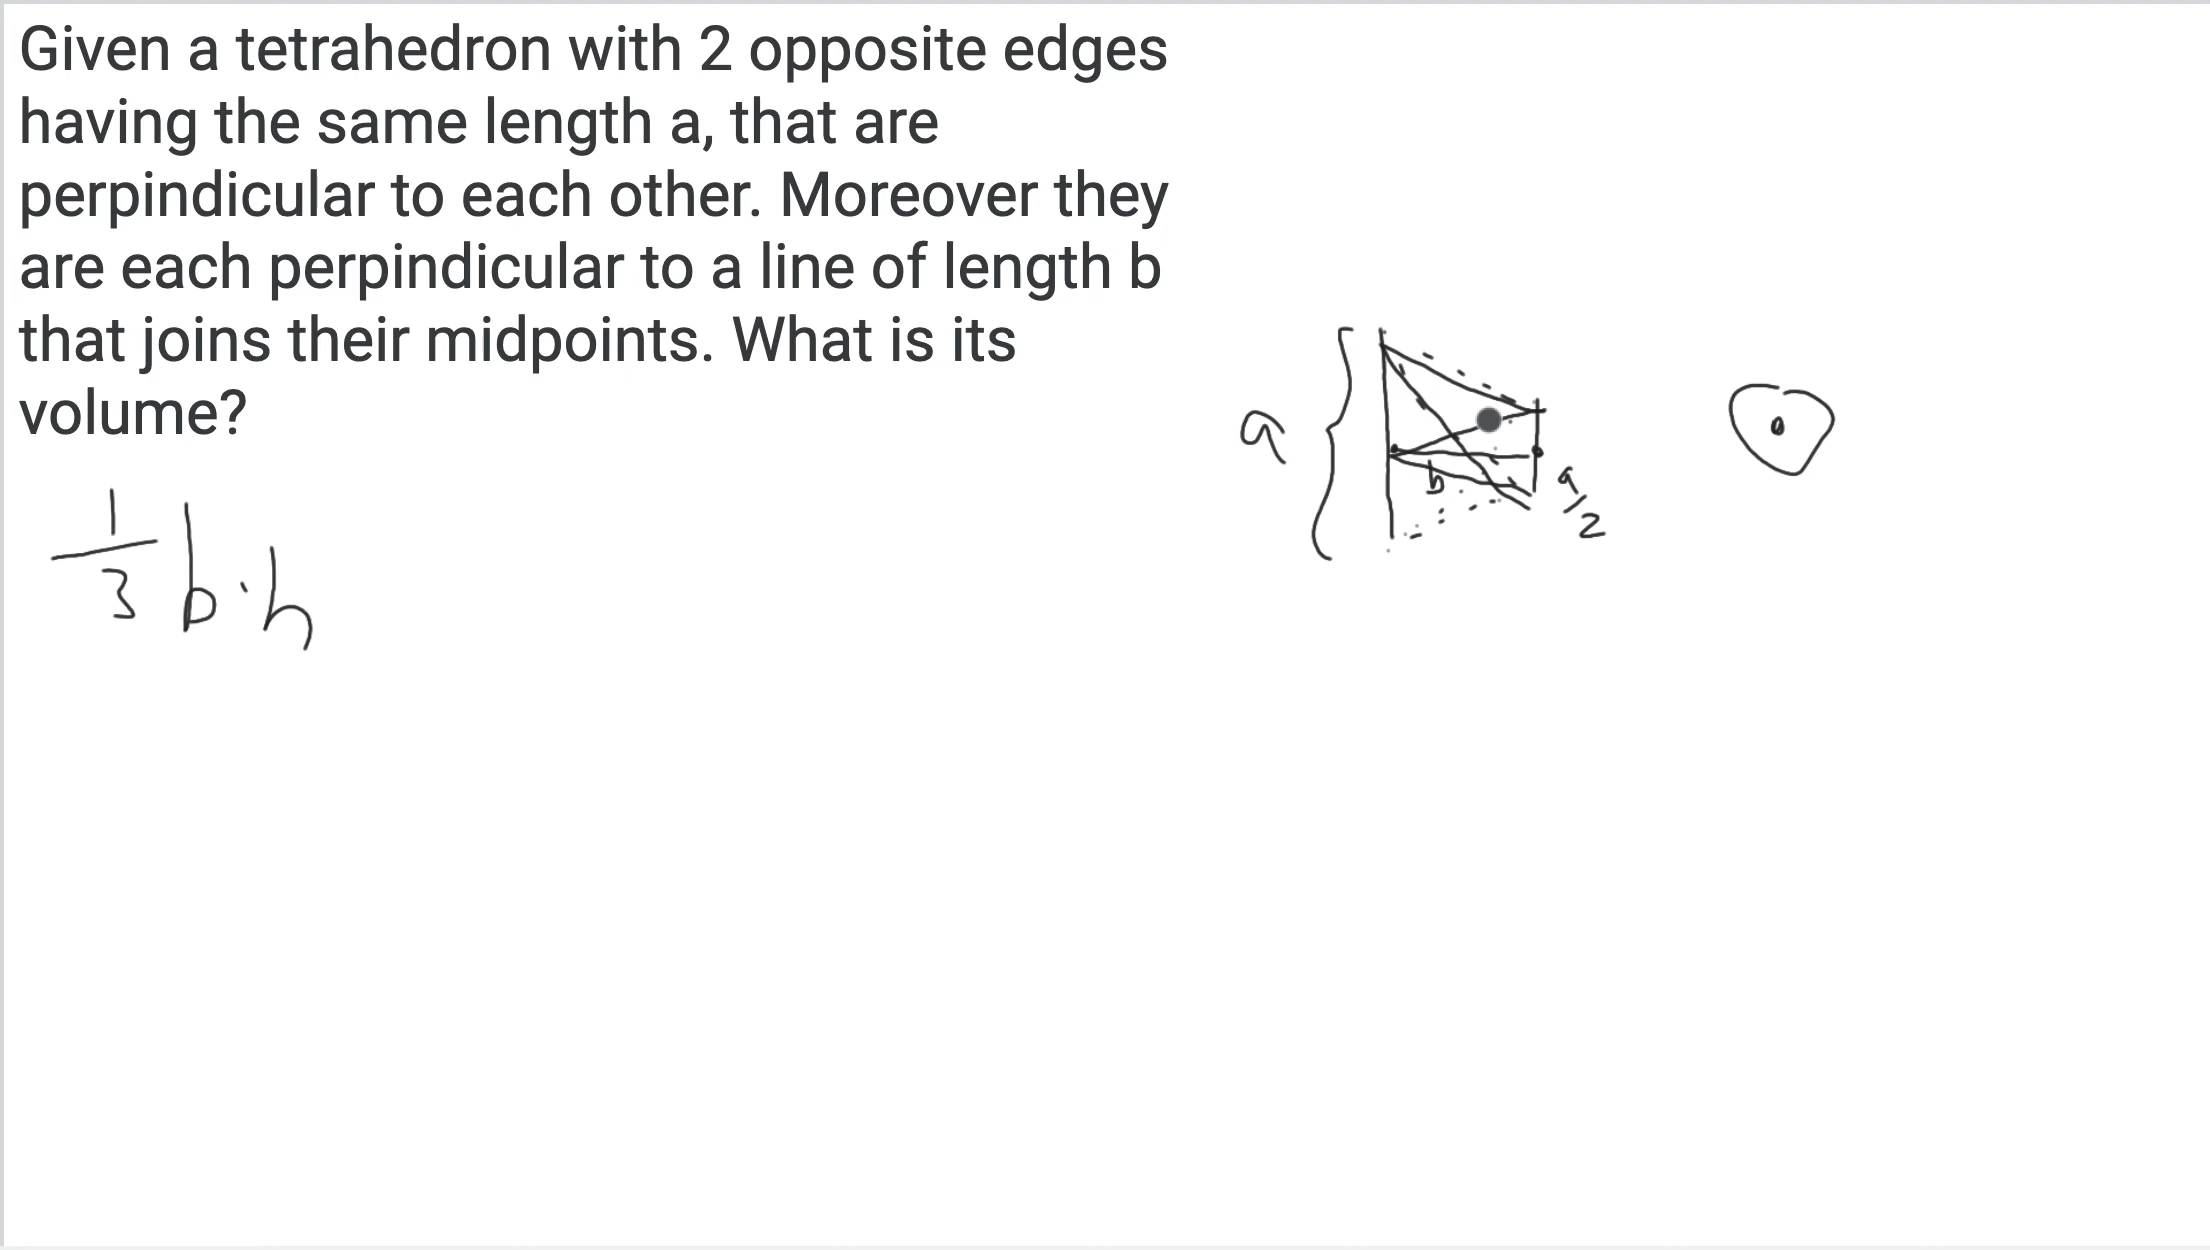 Given a tetrahedron with 2 opposite edges
having the same length a, that are
perpindicular to each other. Moreover they
are each perpindicular to a line of length b
that joins their midpoints. What is its
volume?
a
b
a/2
1/3 b·h